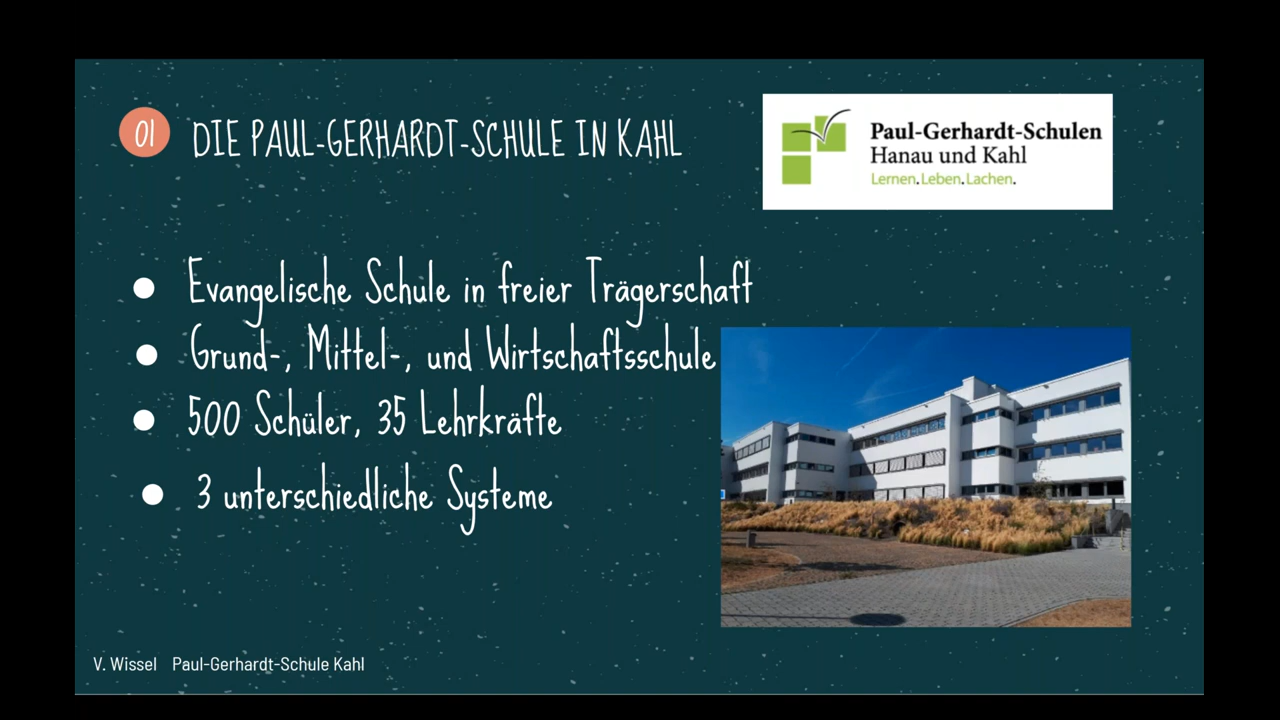 01 DIE PAUL-GERHARDT-SCHULE IN KAHL
Paul-Gerhardt-Schulen
Hanau und Kahl
Lernen. Leben. Lachen.
● Evangelische Schule in freier Trägerschaft
● Grund-, Mittel-, und Wirtschaftsschule
● 500 Schüler, 35 Lehrkräfte
● 3 unterschiedliche Systeme
V. Wissel Paul-Gerhardt-Schule Kahl